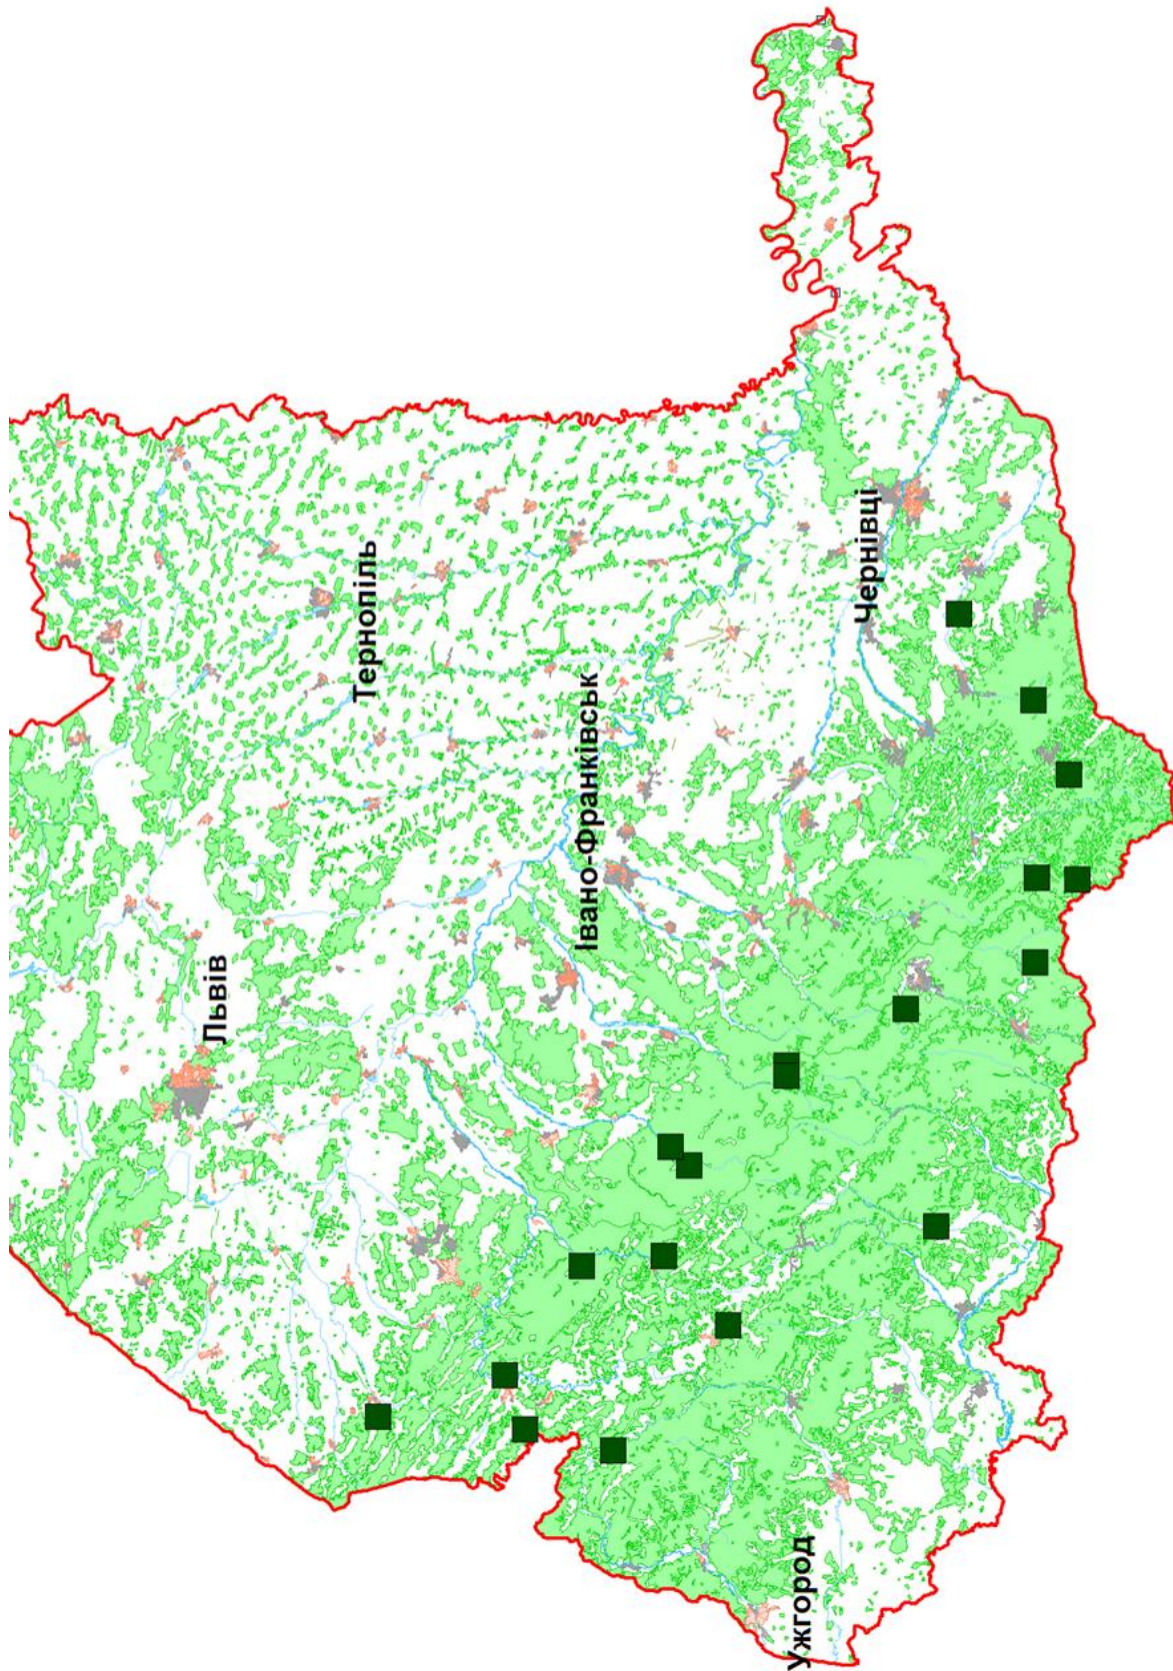 Львів
Тернопіль
Івано-Франківськ
Чернівці
Ужгород